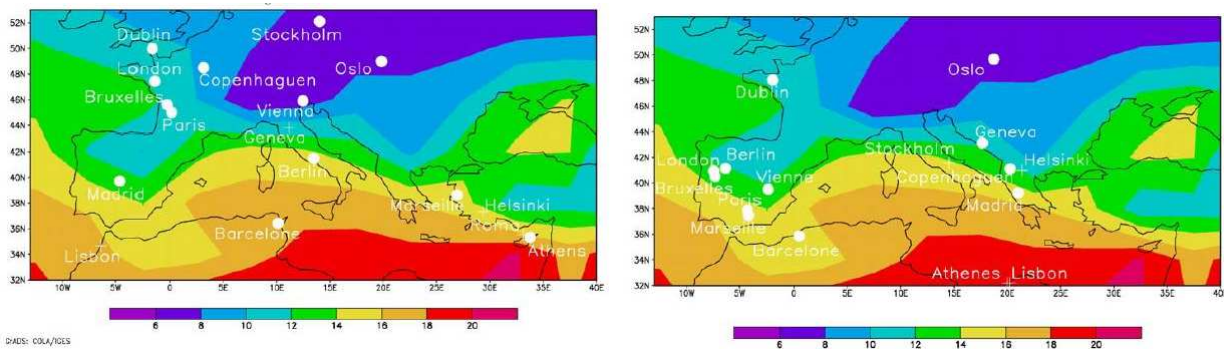 52N
50N
48N
46N
44N
42N
40N
38N
36N
34N
32N
Dublin
Stockholm
London
Copenhaguen
Oslo
Bruxelles
Vienna
Paris
Geneva
Berlin
Madrid
Marseille
Helsinki
Barcelone
Roma
Lisbon
Athens
10W 5W 0 5E 10E 15E 20E 25E 30E 35E 40E
6 8 10 12 14 16 18 20
GrADS: COLA/IGES
52N
50N
48N
46N
44N
42N
40N
38N
36N
34N
32N
Oslo
Dublin
Geneva
London
Berlin
Stockholm
Helsinki
Vienna
Copenhaguen
Bruxelles
Paris
Madrid
Marseille
Barcelone
Athenes
Lisbon
10W 5W 0 5E 10E 15E 20E 25E 30E 35E 40E
6 8 10 12 14 16 18 20